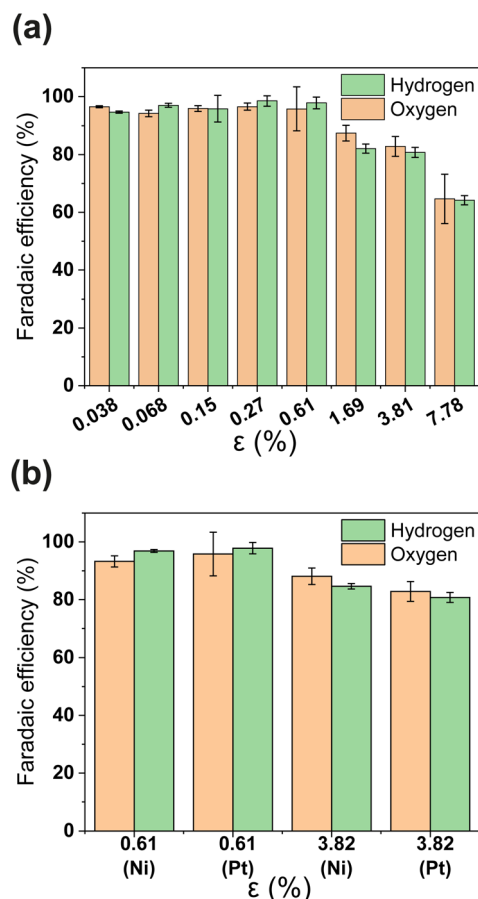 (a)
Faradaic efficiency (%)
100
80
60
40
20
0
Hydrogen
Oxygen
0.038 0.068 0.15 0.27 0.61 1.69 3.81 7.78
ε (%)
(b)
Faradaic efficiency (%)
100
80
60
40
20
0
Hydrogen
Oxygen
0.61 0.61 3.82 3.82
(Ni) (Pt) (Ni) (Pt)
ε (%)